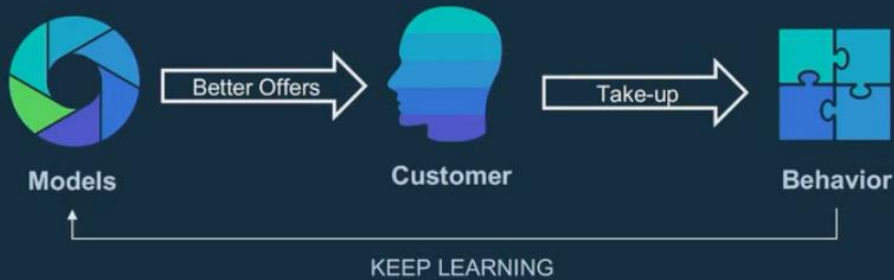 Better Offers
Take-up
Models
Customer
Behavior
KEEP LEARNING